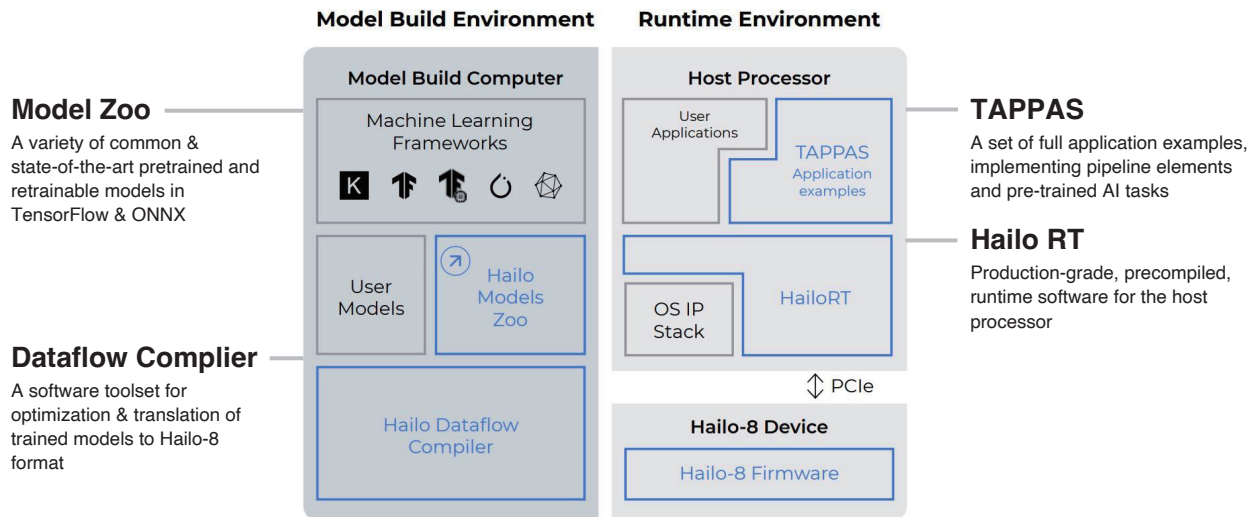 Model Build Environment
Runtime Environment
Model Zoo
A variety of common &
state-of-the-art pretrained and
retrainable models in
TensorFlow & ONNX
Dataflow Complier
A software toolset for
optimization & translation of
trained models to Hailo-8
format
Model Build Computer
Machine Learning
Frameworks
K
User
Models
Hailo
Models
Zoo
Hailo Dataflow
Compiler
Host Processor
User
Applications
TAPPAS
Application
examples
HailoRT
OS IP
Stack
PCIe
Hailo-8 Device
Hailo-8 Firmware
TAPPAS
A set of full application examples,
implementing pipeline elements
and pre-trained AI tasks
Hailo RT
Production-grade, precompiled,
runtime software for the host
processor